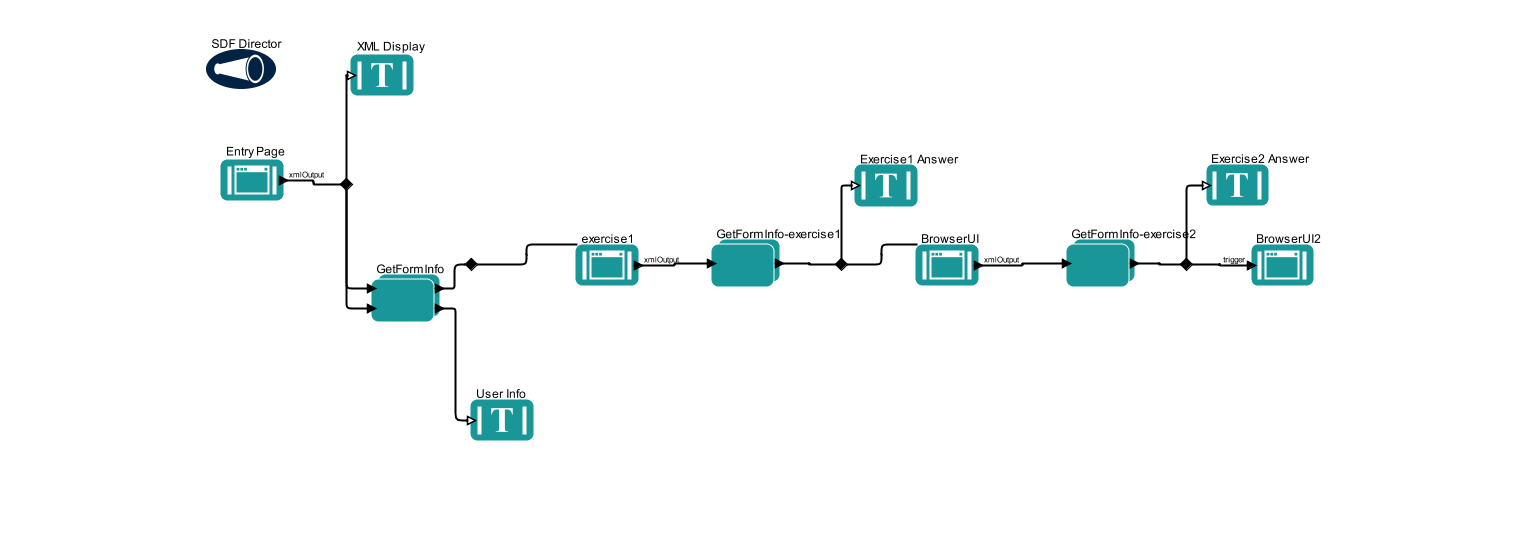 SDF Director
XML Display
T
Entry Page
xmlOutput
Exercise1 Answer
T
Exercise2 Answer
T
GetFormInfo
exercise1
xmlOutput
GetFormInfo-exercise1
BrowserUI
xmlOutput
GetFormInfo-exercise2
trigger
BrowserUI2
User Info
T